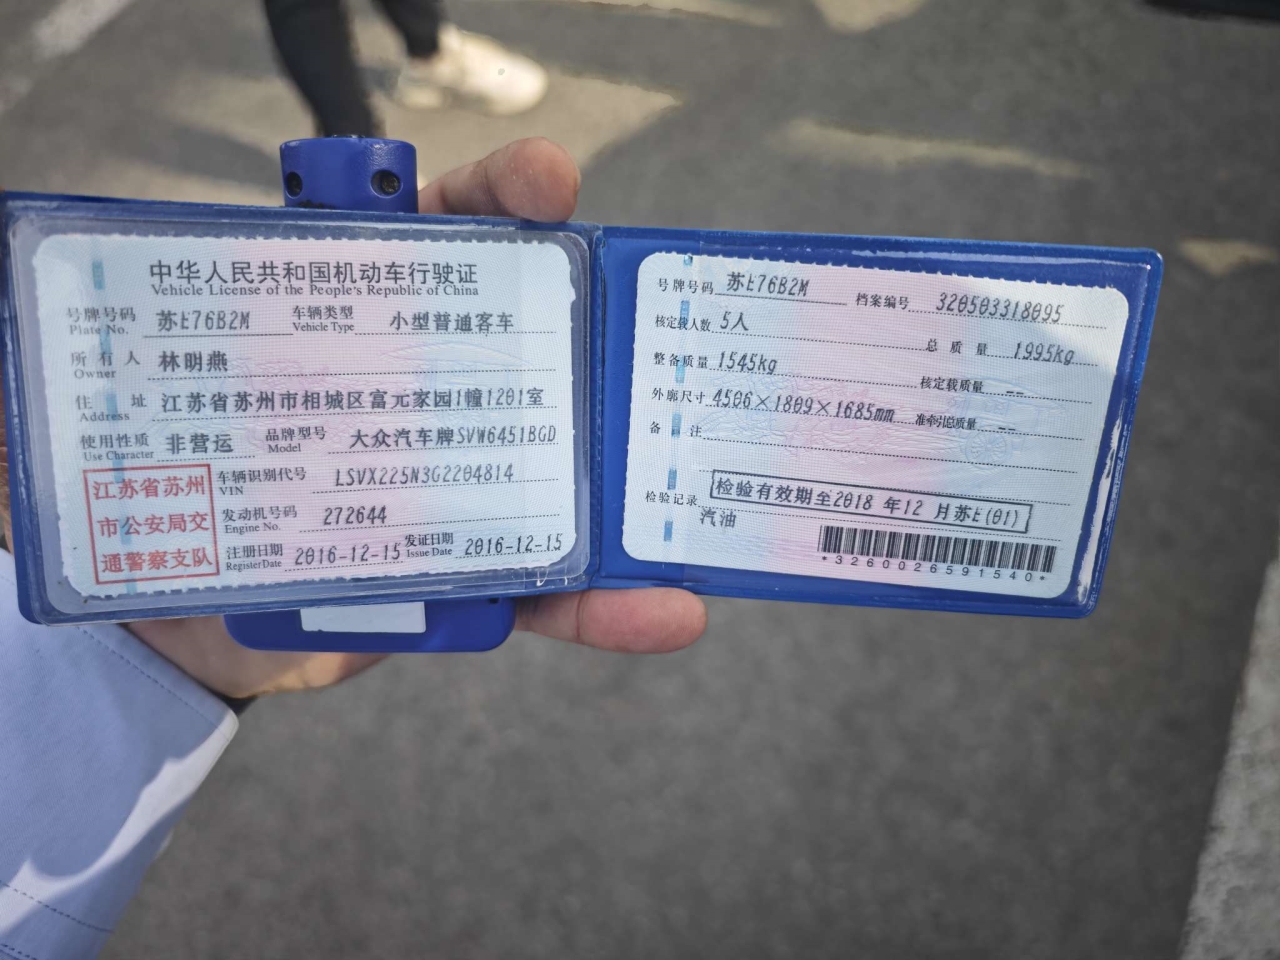 中华人民共和国机动车行驶证
Vehicle License of the People's Republic of China
号牌号码 苏E76B2M 车辆类型 小型普通客车
Plate No. Vehicle Type
所有人 林明燕
Owner
住址 江苏省苏州市相城区富元家园1幢1201室
Address
使用性质 非营运 品牌型号 大众汽车牌SVW6451BGD
Use Character Model
江苏省苏州
市公安局交
通警察支队
车辆识别代号 LSVX225N3G2204814
VIN
发动机号码 272644
Engine No.
注册日期 2016-12-15 发证日期 2016-12-15
Register Date Issue Date
号牌号码 苏E76B2M 档案编号 320503318095
核定载人数 5人 总质量 1995kg
整备质量 1545kg 核定载质量 --
外廓尺寸 4506×1809×1685mm 准牵引总质量 --
备注
检验有效期至2018 年12 月苏E(01)
检验记录
汽油
*3260026591540*